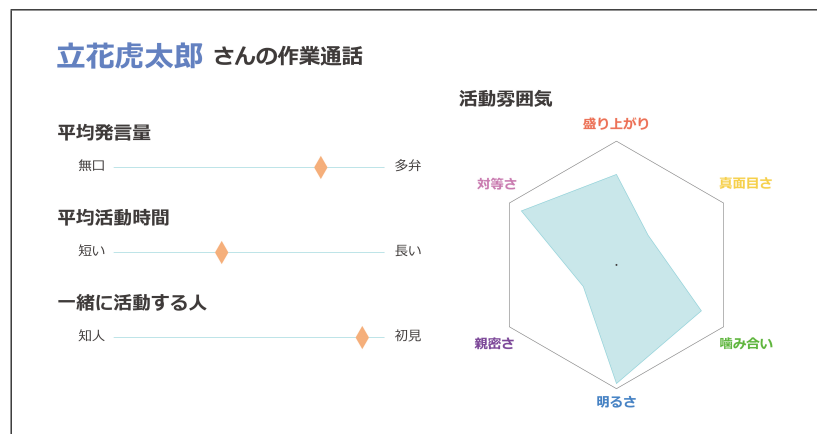 立花虎太郎 さんの作業通話
平均発言量
無口 多弁
平均活動時間
短い 長い
一緒に活動する人
知人 初見
活動雰囲気
盛り上がり
対等さ 真面目さ
親密さ 噛み合い
明るさ